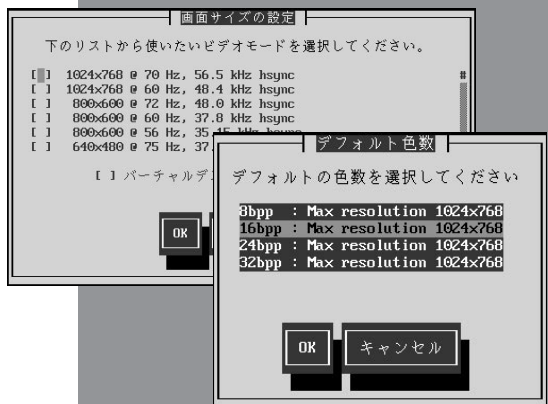 画面サイズの設定
下のリストから使いたいビデオモードを選択してください。
[ ] 1024x768 @ 70 Hz, 56.5 kHz hsync
[ ] 1024x768 @ 60 Hz, 48.4 kHz hsync
[ ] 800x600 @ 72 Hz, 48.0 kHz hsync
[ ] 800x600 @ 60 Hz, 37.8 kHz hsync
[ ] 800x600 @ 56 Hz, 35.15 kHz hsync
[ ] 640x480 @ 75 Hz, 37.
[ ] バーチャルデ
OK
デフォルト色数
デフォルトの色数を選択してください
8bpp : Max resolution 1024x768
16bpp : Max resolution 1024x768
24bpp : Max resolution 1024x768
32bpp : Max resolution 1024x768
OK キャンセル